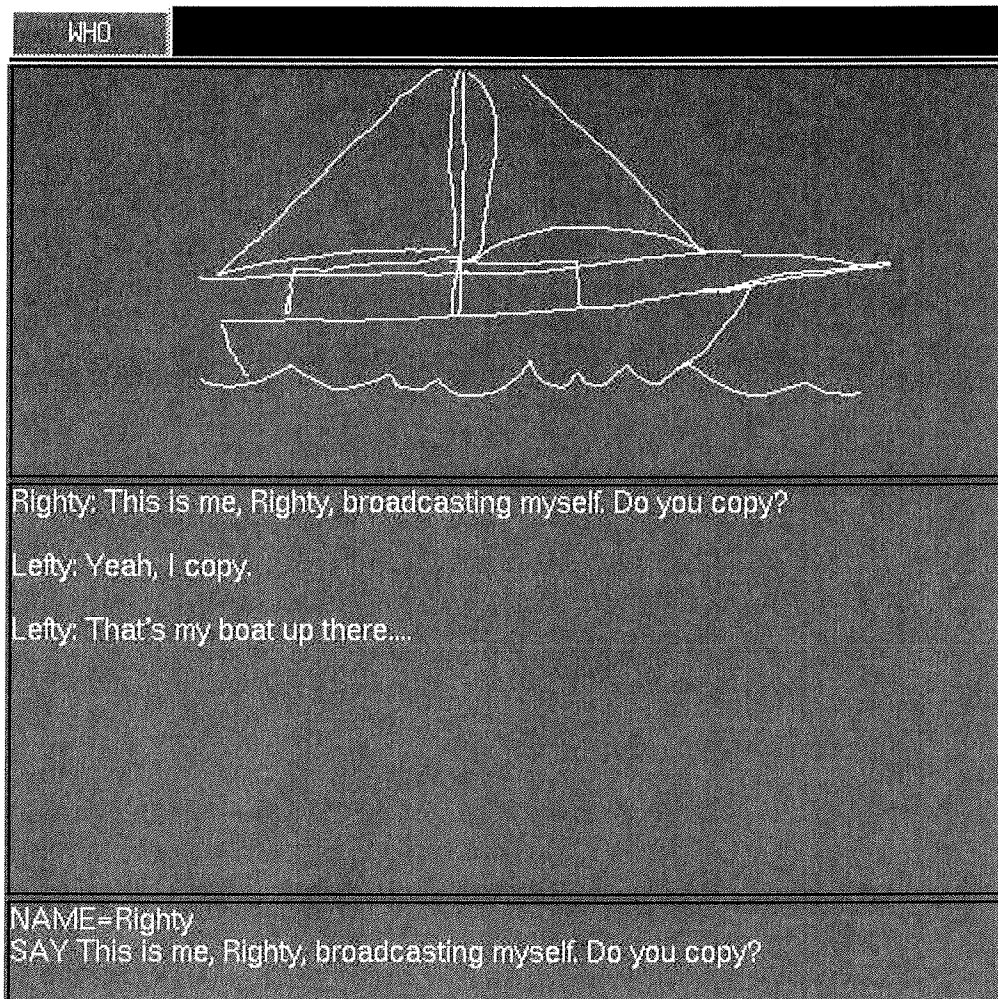 WHO
Righty: This is me, Righty, broadcasting myself. Do you copy?
Lefty: Yeah, I copy.
Lefty: That's my boat up there....
NAME=Righty
SAY This is me, Righty, broadcasting myself. Do you copy?